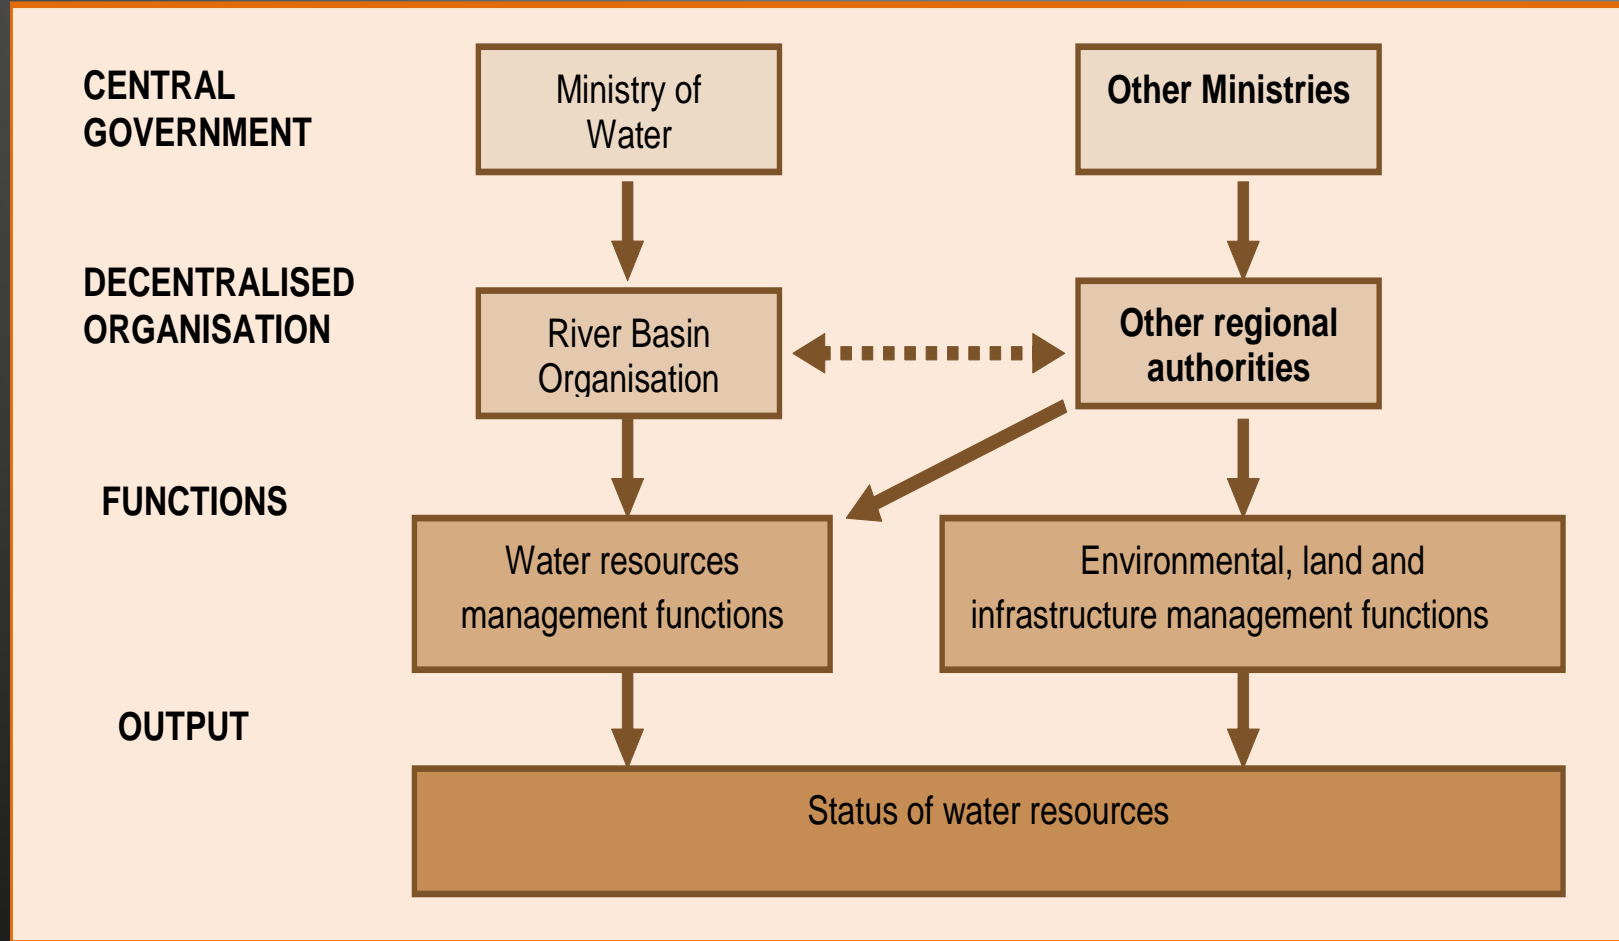 CENTRAL
GOVERNMENT
Ministry of
Water
Other Ministries
DECENTRALISED
ORGANISATION
River Basin
Organisation
Other regional
authorities
FUNCTIONS
Water resources
management functions
Environmental, land and
infrastructure management functions
OUTPUT
Status of water resources